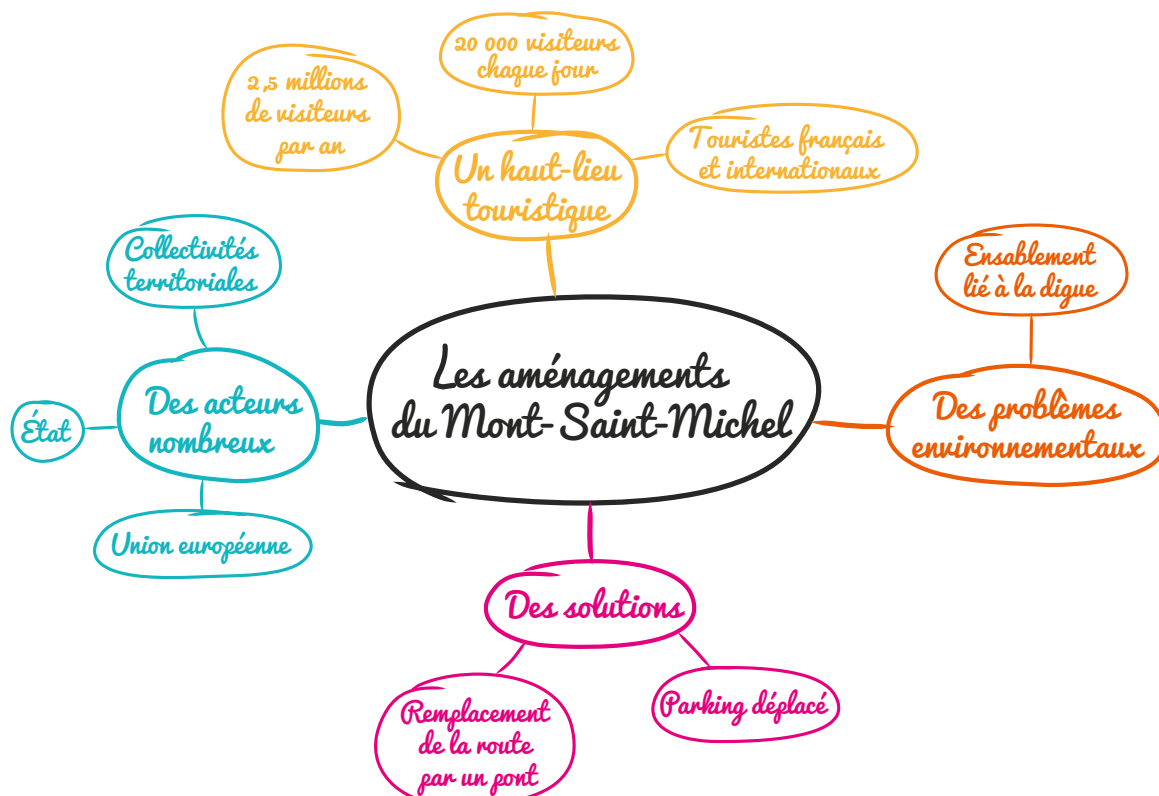 20 000 visiteurs
chaque jour
2,5 millions
de visiteurs
par an
Touristes français
et internationaux
Un haut-lieu
touristique
Collectivités
territoriales
Ensablement
lié à la digue
Les aménagements
du Mont-Saint-Michel
Des acteurs
nombreux
État
Des problèmes
environnementaux
Union européenne
Des solutions
Remplacement
de la route
par un pont
Parking déplacé